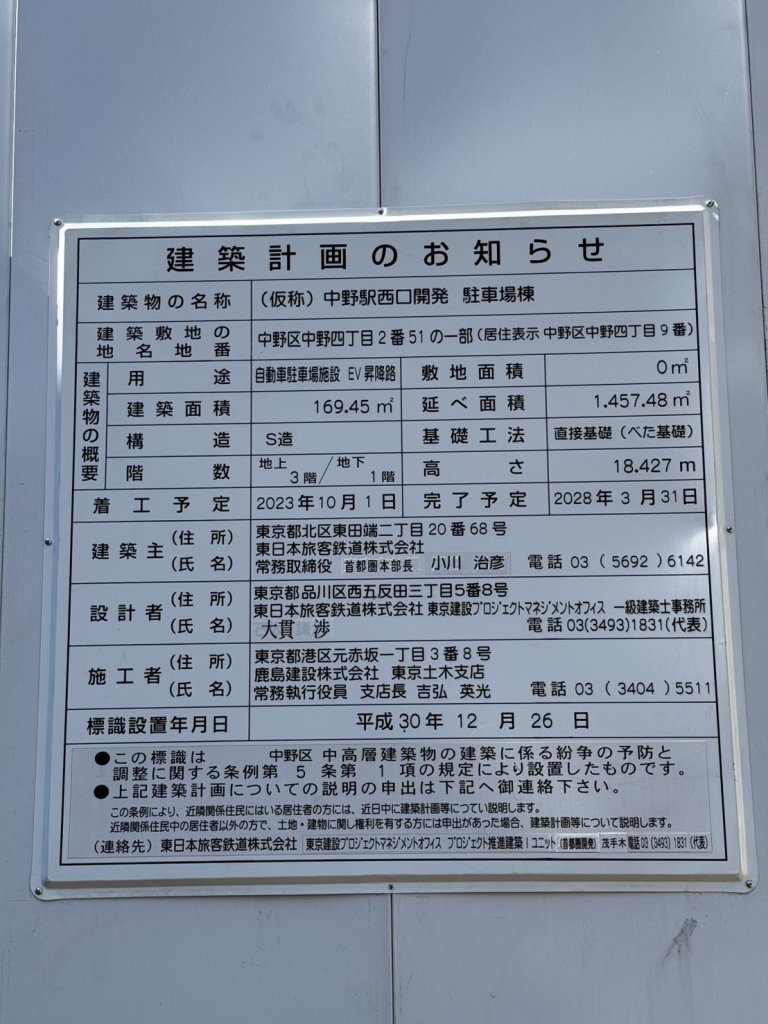 建築計画のお知らせ
建築物の名称 （仮称）中野駅西口開発 駐車場棟
建築敷地の地名地番 中野区中野四丁目2番51の一部（居住表示 中野区中野四丁目9番）
建築物の概要
用途 自動車駐車場施設 EV昇降路 敷地面積 0㎡
建築面積 169.45㎡ 延べ面積 1.457.48㎡
構造 S造 基礎工法 直接基礎（べた基礎）
階数 地上3階／地下1階 高さ 18.427m
着工予定 2023年10月1日 完了予定 2028年3月31日
建築主（住所） 東京都北区東田端二丁目20番68号
東日本旅客鉄道株式会社
（氏名） 常務取締役 首都圏本部長 小川 治彦 電話 03（5692）6142
設計者（住所） 東京都品川区西五反田三丁目5番8号
東日本旅客鉄道株式会社 東京建設プロジェクトマネジメントオフィス 一級建築士事務所
（氏名） 大貫 渉 電話 03(3493)1831(代表)
施工者（住所） 東京都港区元赤坂一丁目3番8号
鹿島建設株式会社 東京土木支店
（氏名） 常務執行役員 支店長 吉弘 英光 電話 03（3404）5511
標識設置年月日 平成30年12月26日
●この標識は 中野区 中高層建築物の建築に係る紛争の予防と
調整に関する条例第5条第1項の規定により設置したものです。
●上記建築計画についての説明の申出は下記へ御連絡下さい。
この条例により、近隣関係住民にはいる居住者の方には、近日中に建築計画等につてい説明します。
近隣関係住民中の居住者以外の方で、土地・建物に関し権利を有する方には申出があった場合、建築計画等について説明します。
（連絡先）東日本旅客鉄道株式会社 東京建設プロジェクトマネジメントオフィス プロジェクト推進建築Iユニット（首都圏開発）茂手木 電話 03(3493)1831(代表)